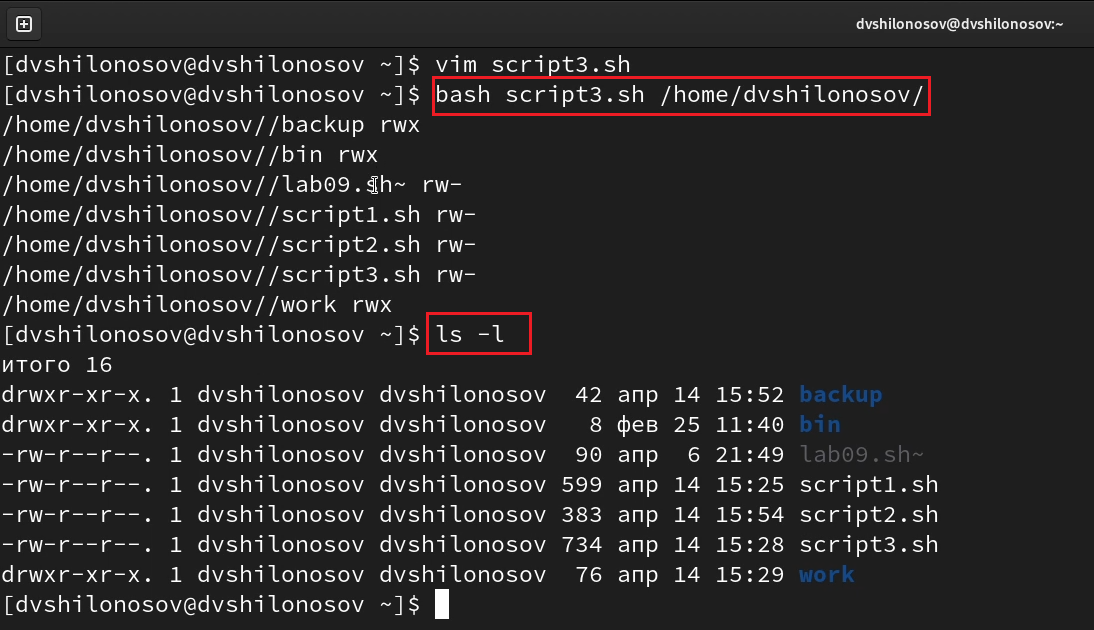 dvshilonosov@dvshilonosov:~
[dvshilonosov@dvshilonosov ~]$ vim script3.sh
[dvshilonosov@dvshilonosov ~]$ bash script3.sh /home/dvshilonosov/
/home/dvshilonosov//backup rwx
/home/dvshilonosov//bin rwx
/home/dvshilonosov//lab09.sh~ rw-
/home/dvshilonosov//script1.sh rw-
/home/dvshilonosov//script2.sh rw-
/home/dvshilonosov//script3.sh rw-
/home/dvshilonosov//work rwx
[dvshilonosov@dvshilonosov ~]$ ls -l
итого 16
drwxr-xr-x. 1 dvshilonosov dvshilonosov  42 апр 14 15:52 backup
drwxr-xr-x. 1 dvshilonosov dvshilonosov   8 фев 25 11:40 bin
-rw-r--r--. 1 dvshilonosov dvshilonosov  90 апр  6 21:49 lab09.sh~
-rw-r--r--. 1 dvshilonosov dvshilonosov 599 апр 14 15:25 script1.sh
-rw-r--r--. 1 dvshilonosov dvshilonosov 383 апр 14 15:54 script2.sh
-rw-r--r--. 1 dvshilonosov dvshilonosov 734 апр 14 15:28 script3.sh
drwxr-xr-x. 1 dvshilonosov dvshilonosov  76 апр 14 15:29 work
[dvshilonosov@dvshilonosov ~]$